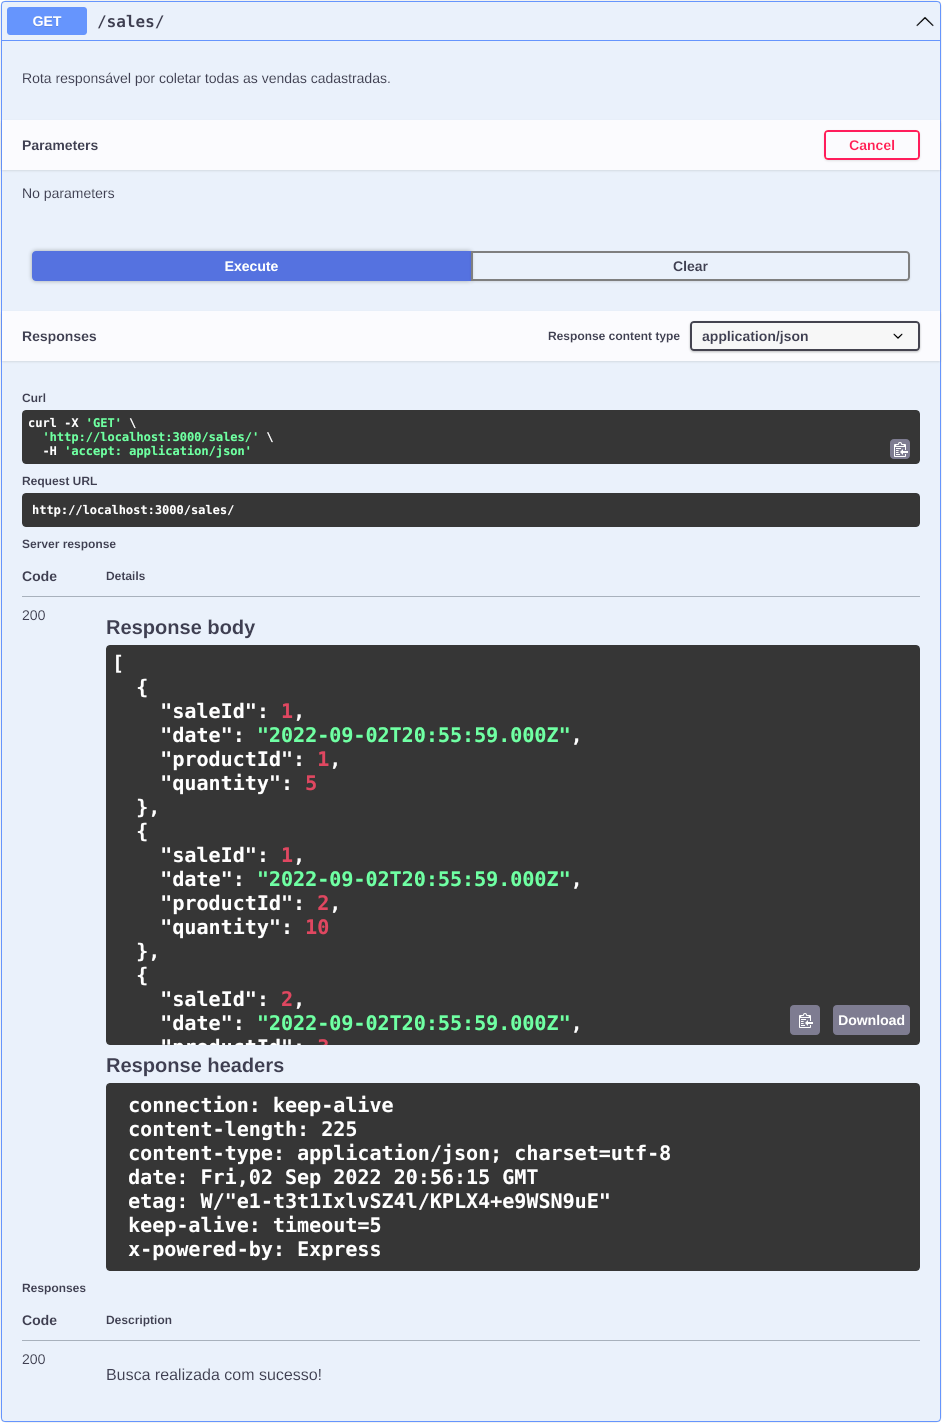 GET /sales/
Rota responsável por coletar todas as vendas cadastradas.
Parameters Cancel
No parameters
Execute Clear
Responses Response content type application/json
Curl
curl -X 'GET' \
  'http://localhost:3000/sales/' \
  -H 'accept: application/json'
Request URL
http://localhost:3000/sales/
Server response
Code Details
200
Response body
[
  {
    "saleId": 1,
    "date": "2022-09-02T20:55:59.000Z",
    "productId": 1,
    "quantity": 5
  },
  {
    "saleId": 1,
    "date": "2022-09-02T20:55:59.000Z",
    "productId": 2,
    "quantity": 10
  },
  {
    "saleId": 2,
    "date": "2022-09-02T20:55:59.000Z",
    "productId": 3
Download
Response headers
connection: keep-alive
content-length: 225
content-type: application/json; charset=utf-8
date: Fri,02 Sep 2022 20:56:15 GMT
etag: W/"e1-t3t1IxlvSZ4l/KPLX4+e9WSN9uE"
keep-alive: timeout=5
x-powered-by: Express
Responses
Code Description
200
Busca realizada com sucesso!